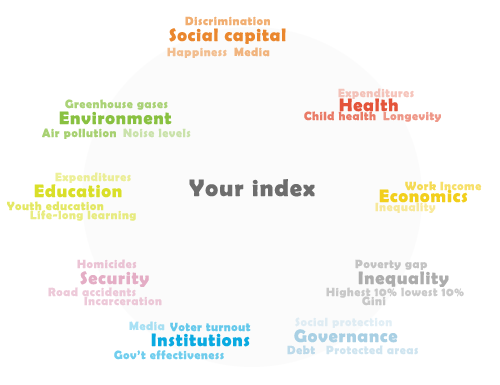 Discrimination
Social capital
Happiness Media
Expenditures
Health
Child health Longevity
Greenhouse gases
Environment
Air pollution Noise levels
Your index
Work Income
Economics
Inequality
Expenditures
Education
Youth education
Life-long learning
Poverty gap
Inequality
Highest 10% lowest 10%
Gini
Homicides
Security
Road accidents
Incarceration
Social protection
Governance
Debt Protected areas
Media Voter turnout
Institutions
Gov't effectiveness